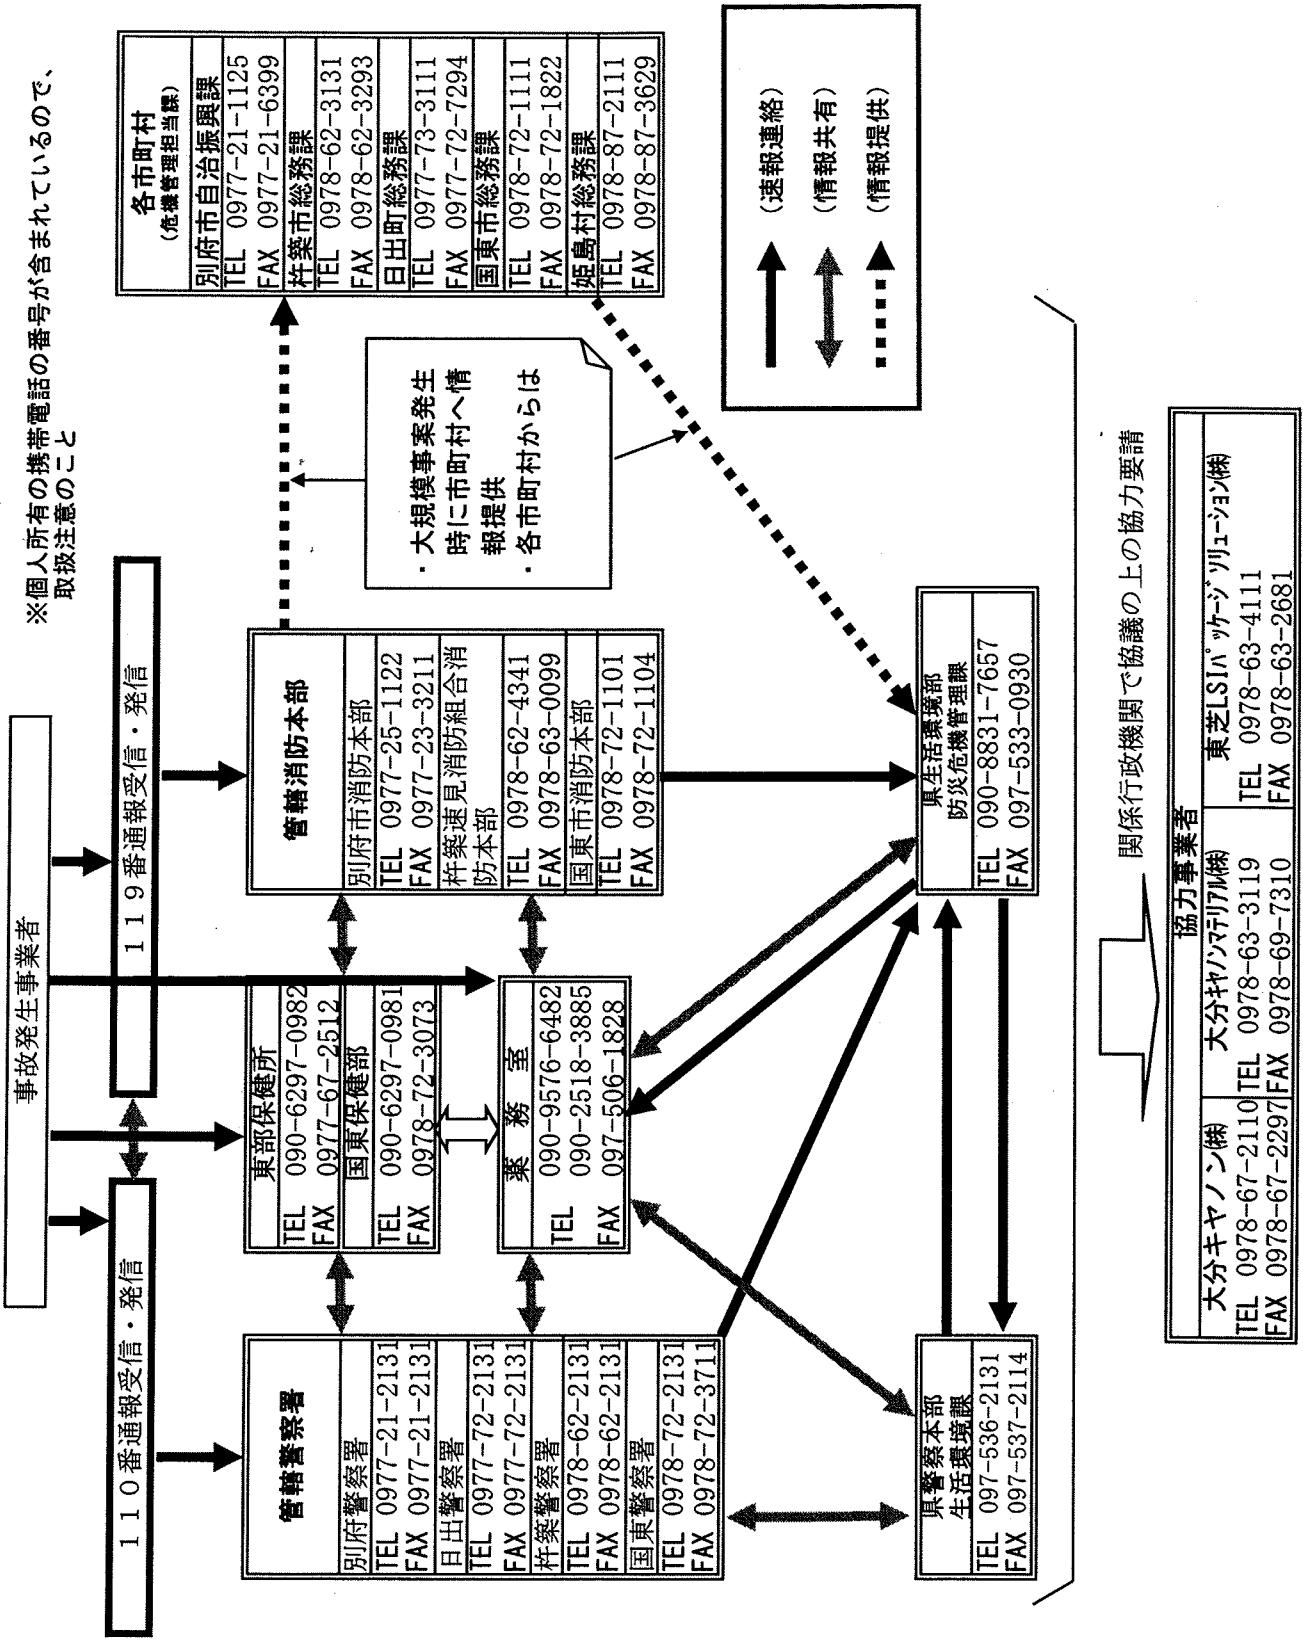 ※個人所有の携帯電話の番号が含まれているので、
取扱注意のこと
事故発生事業者
１１０番通報受信・発信
１１９番通報受信・発信
管轄警察署
別府警察署
TEL 0977-21-2131
FAX 0977-21-2131
日出警察署
TEL 0977-72-2131
FAX 0977-72-2131
杵築警察署
TEL 0978-62-2131
FAX 0978-62-2131
国東警察署
TEL 0978-72-2131
FAX 0978-72-3711
東部保健所
TEL 090-6297-0982
FAX 0977-67-2512
国東保健部
TEL 090-6297-0981
FAX 0978-72-3073
薬 務 室
090-9576-6482
TEL 090-2518-3885
FAX 097-506-1828
管轄消防本部
別府市消防本部
TEL 0977-25-1122
FAX 0977-23-3211
杵築速見消防組合消
防本部
TEL 0978-62-4341
FAX 0978-63-0099
国東市消防本部
TEL 0978-72-1101
FAX 0978-72-1104
各市町村
(危機管理担当課)
別府市自治振興課
TEL 0977-21-1125
FAX 0977-21-6399
杵築市総務課
TEL 0978-62-3131
FAX 0978-62-3293
日出町総務課
TEL 0977-73-3111
FAX 0977-72-7294
国東市総務課
TEL 0978-72-1111
FAX 0978-72-1822
姫島村総務課
TEL 0978-87-2111
FAX 0978-87-3629
・大規模事案発生
時に市町村へ情
報提供
・各市町村からは
県警察本部
生活環境課
TEL 097-536-2131
FAX 097-537-2114
県生活環境部
防災危機管理課
TEL 090-8831-7657
FAX 097-533-0930
(速報連絡)
(情報共有)
(情報提供)
関係行政機関で協議の上の協力要請
協力事業者
大分キヤノン㈱
TEL 0978-67-2110
FAX 0978-67-2297
大分ｷﾔﾉﾝﾏﾃﾘｱﾙ㈱
TEL 0978-63-3119
FAX 0978-69-7310
東芝LSIﾊﾟｯｹｰｼﾞｿﾘｭｰｼｮﾝ㈱
TEL 0978-63-4111
FAX 0978-63-2681